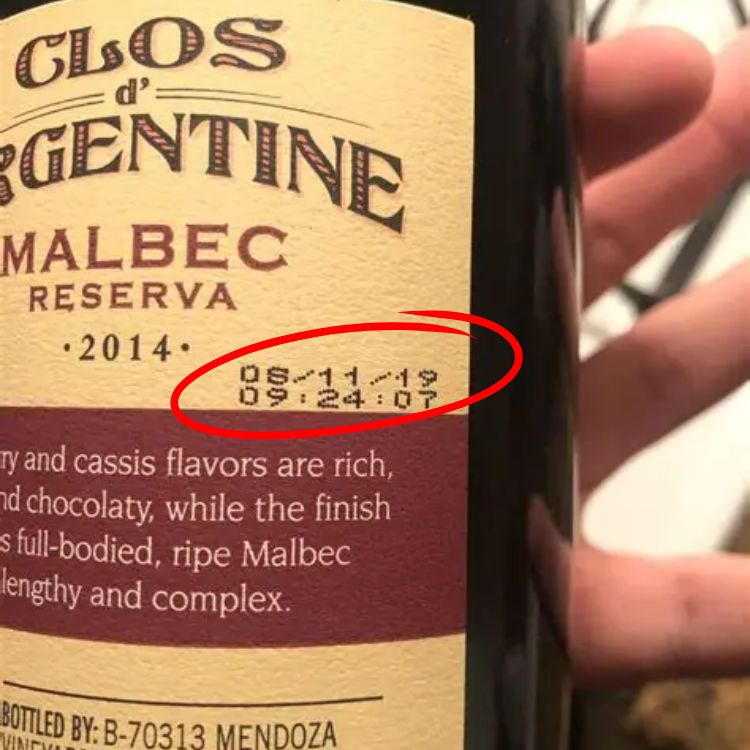 CLOS
d'
RGENTINE
MALBEC
RESERVA
·2014·
08/11/19
09:24:07
ry and cassis flavors are rich,
nd chocolaty, while the finish
s full-bodied, ripe Malbec
lengthy and complex.
BOTTLED BY: B-70313 MENDOZA